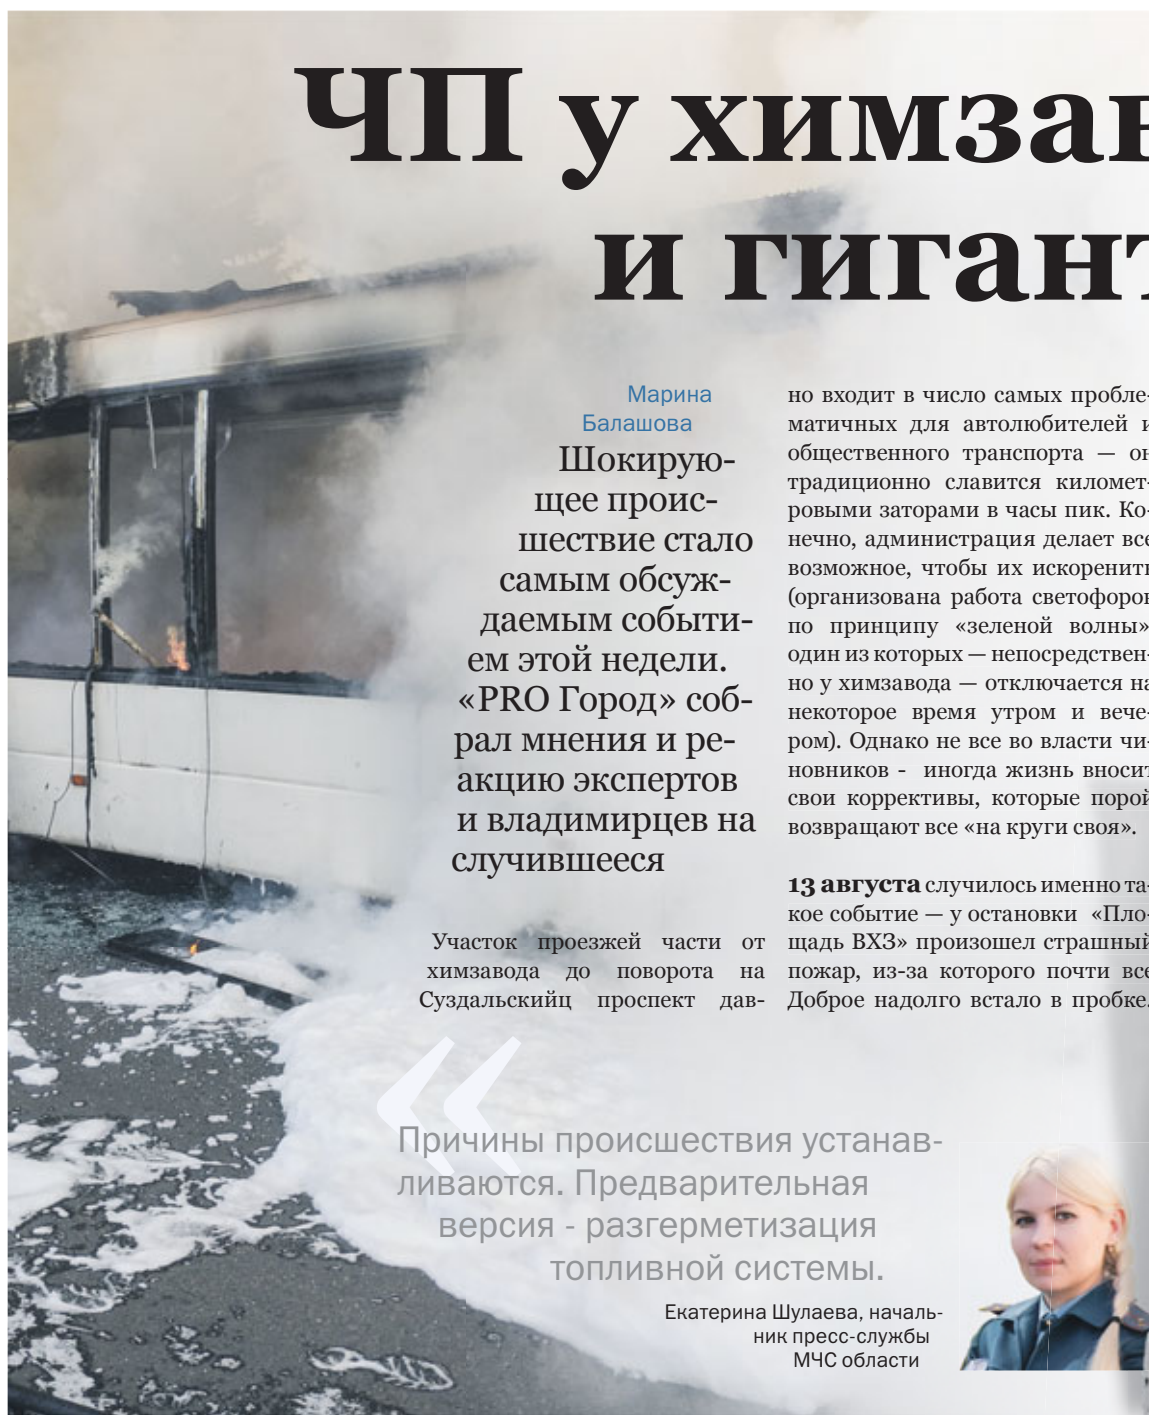 ЧП у химзав
и гигант
Марина
Балашова
Шокирую-
щее проис-
шествие стало
самым обсуж-
даемым событи-
ем этой недели.
«PRO Город» соб-
рал мнения и ре-
акцию экспертов
и владимирцев на
случившееся
Участок проезжей части от
химзавода до поворота на
Суздальскийц проспект дав-
но входит в число самых пробле-
матичных для автолюбителей и
общественного транспорта — он
традиционно славится километ-
ровыми заторами в часы пик. Ко-
нечно, администрация делает все
возможное, чтобы их искоренить
(организована работа светофоров
по принципу «зеленой волны»
один из которых — непосредствен-
но у химзавода — отключается на
некоторое время утром и вече-
ром). Однако не все во власти чи-
новников - иногда жизнь вносит
свои коррективы, которые порой
возвращают все «на круги своя».
13 августа случилось именно та-
кое событие — у остановки «Пло-
щадь ВХЗ» произошел страшный
пожар, из-за которого почти все
Доброе надолго встало в пробке.
«
Причины происшествия устанав-
ливаются. Предварительная
версия - разгерметизация
топливной системы.
Екатерина Шулаева, началь-
ник пресс-службы
МЧС области